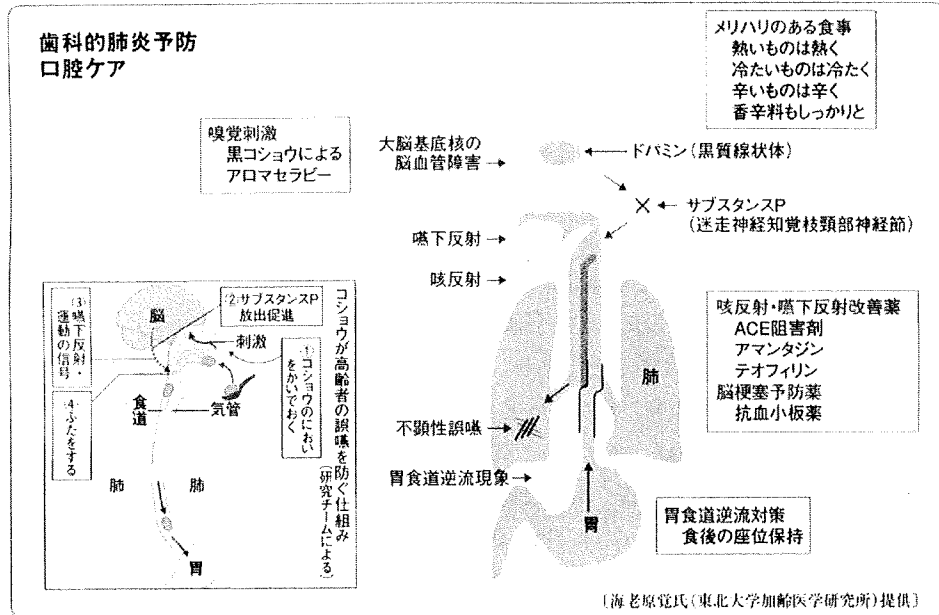 歯科的肺炎予防
口腔ケア
メリハリのある食事
熱いものは熱く
冷たいものは冷たく
辛いものは辛く
香辛料もしっかりと
嗅覚刺激
黒コショウによる
アロマセラピー
大脳基底核の
脳血管障害
ドパミン(黒質線状体)
サブスタンスP
(迷走神経知覚枝頸部神経節)
嚥下反射
咳反射
肺
咳反射・嚥下反射改善薬
ACE阻害剤
アマンタジン
テオフィリン
脳梗塞予防薬
抗血小板薬
不顕性誤嚥
胃食道逆流現象
胃
胃食道逆流対策
食後の座位保持
コショウが高齢者の誤嚥を防ぐ仕組み
(研究チームによる)
①コショウのにおい
をかいでおく
②サブスタンスP
放出促進
刺激
脳
③嚥下反射・
運動の信号
④ふたをする
食道
気管
肺
肺
胃
〔海老原覚氏(東北大学加齢医学研究所)提供〕